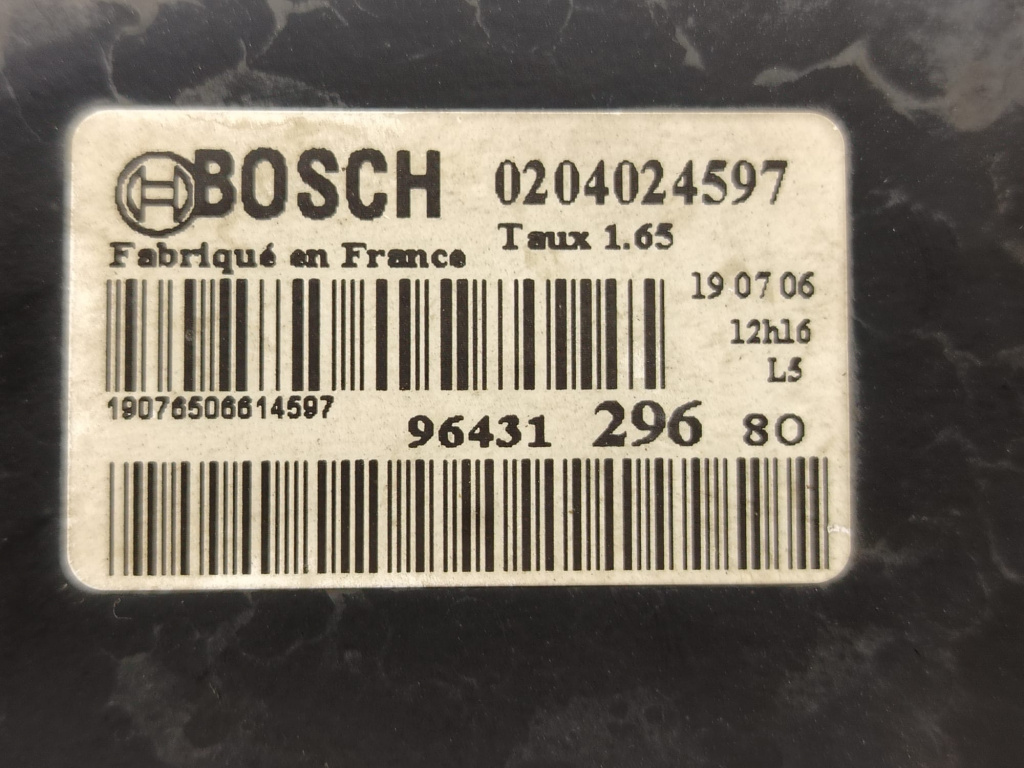 BOSCH 0204024597
Taux 1.65
Fabriqué en France
19 07 06
12h16
L5
19076506614597
96431 296 80